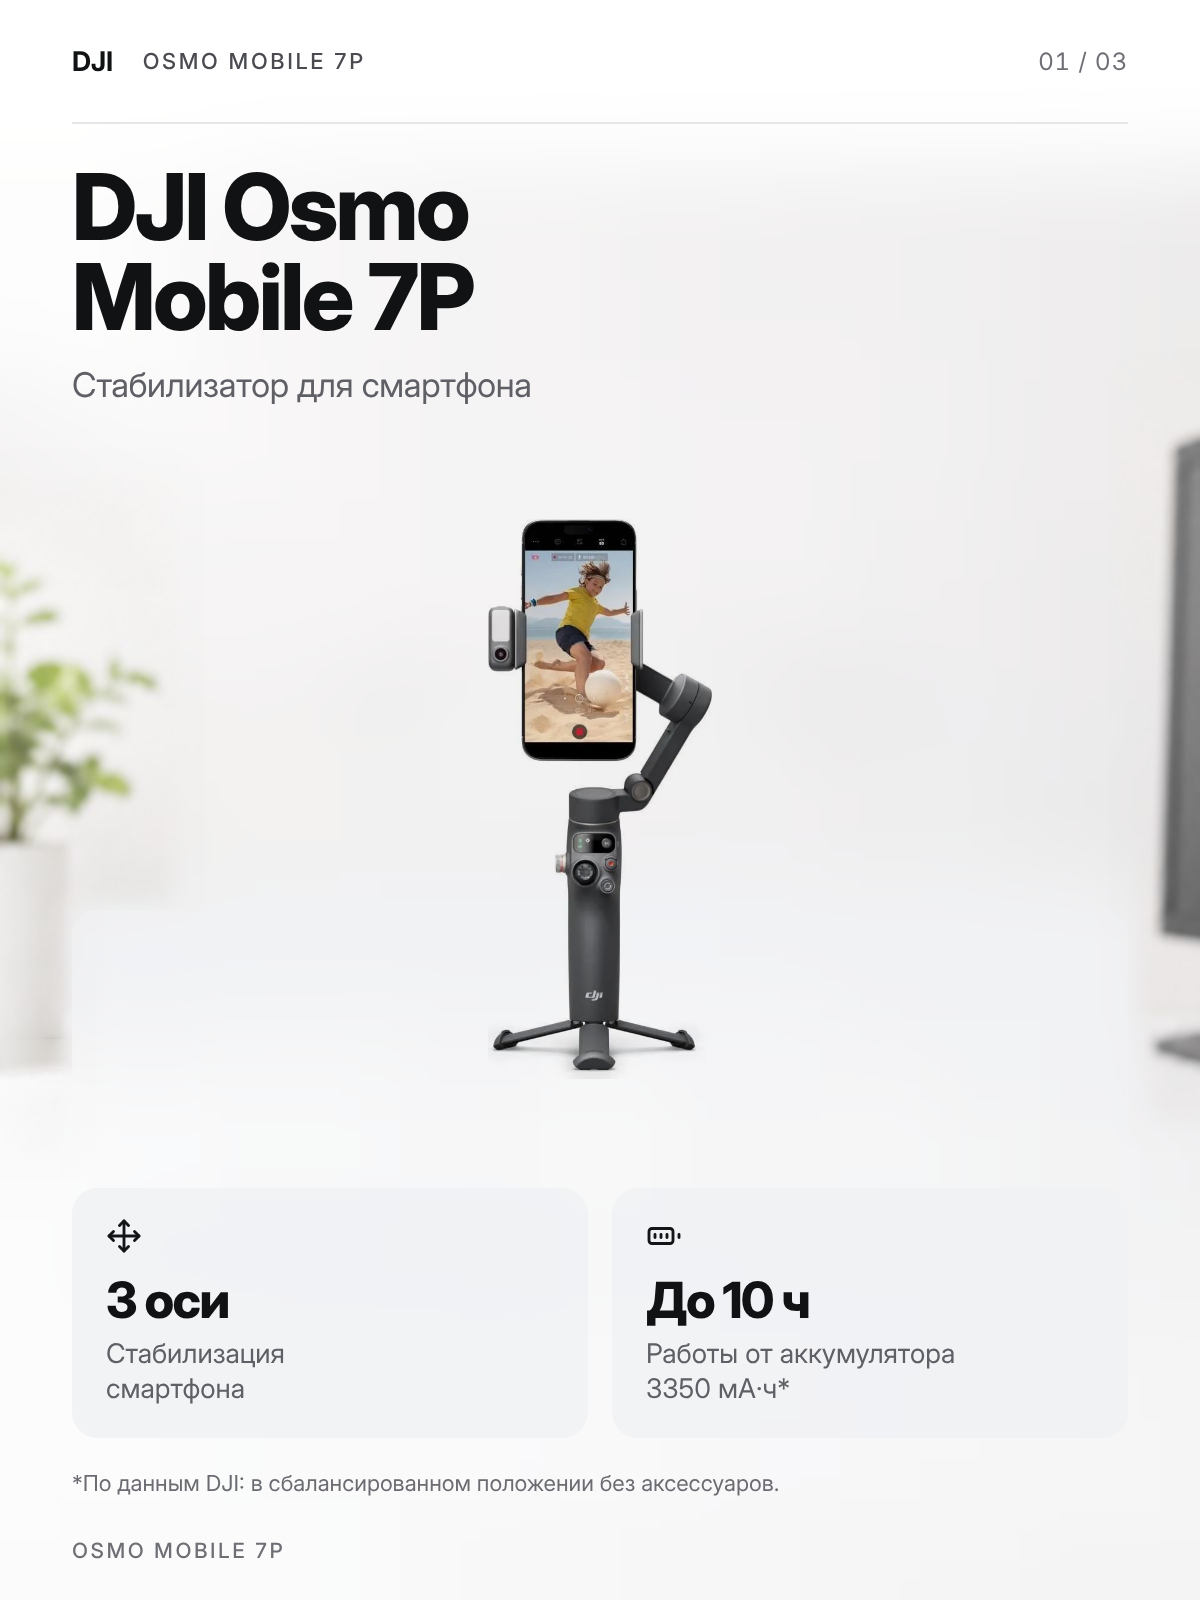 DJI OSMO MOBILE 7P 01 / 03
DJI Osmo
Mobile 7P
Стабилизатор для смартфона
dji
3 оси
Стабилизация
смартфона
До 10 ч
Работы от аккумулятора
3350 мА·ч*
*По данным DJI: в сбалансированном положении без аксессуаров.
OSMO MOBILE 7P